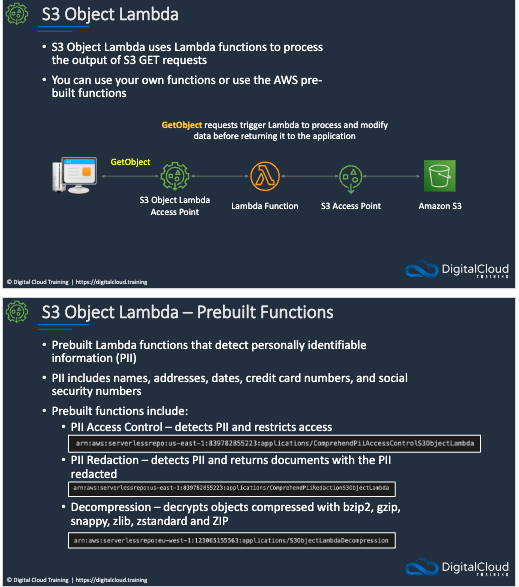 S3 Object Lambda
• S3 Object Lambda uses Lambda functions to process
the output of S3 GET requests
• You can use your own functions or use the AWS pre-
built functions
GetObject requests trigger Lambda to process and modify
data before returning it to the application
GetObject
S3 Object Lambda
Access Point
Lambda Function
S3 Access Point
Amazon S3
DigitalCloud
TRAINING
© Digital Cloud Training | https://digitalcloud.training
S3 Object Lambda – Prebuilt Functions
• Prebuilt Lambda functions that detect personally identifiable
information (PII)
• PII includes names, addresses, dates, credit card numbers, and social
security numbers
• Prebuilt functions include:
• PII Access Control – detects PII and restricts access
arn:aws:serverlessrepo:us-east-1:839782855223:applications/ComprehendPiiAccessControlS3ObjectLambda
• PII Redaction – detects PII and returns documents with the PII
redacted
arn:aws:serverlessrepo:us-east-1:839782855223:applications/ComprehendPiiRedactionS3ObjectLambda
• Decompression – decrypts objects compressed with bzip2, gzip,
snappy, zlib, zstandard and ZIP
arn:aws:serverlessrepo:eu-west-1:123065155563:applications/S3ObjectLambdaDecompression
DigitalCloud
TRAINING
© Digital Cloud Training | https://digitalcloud.training